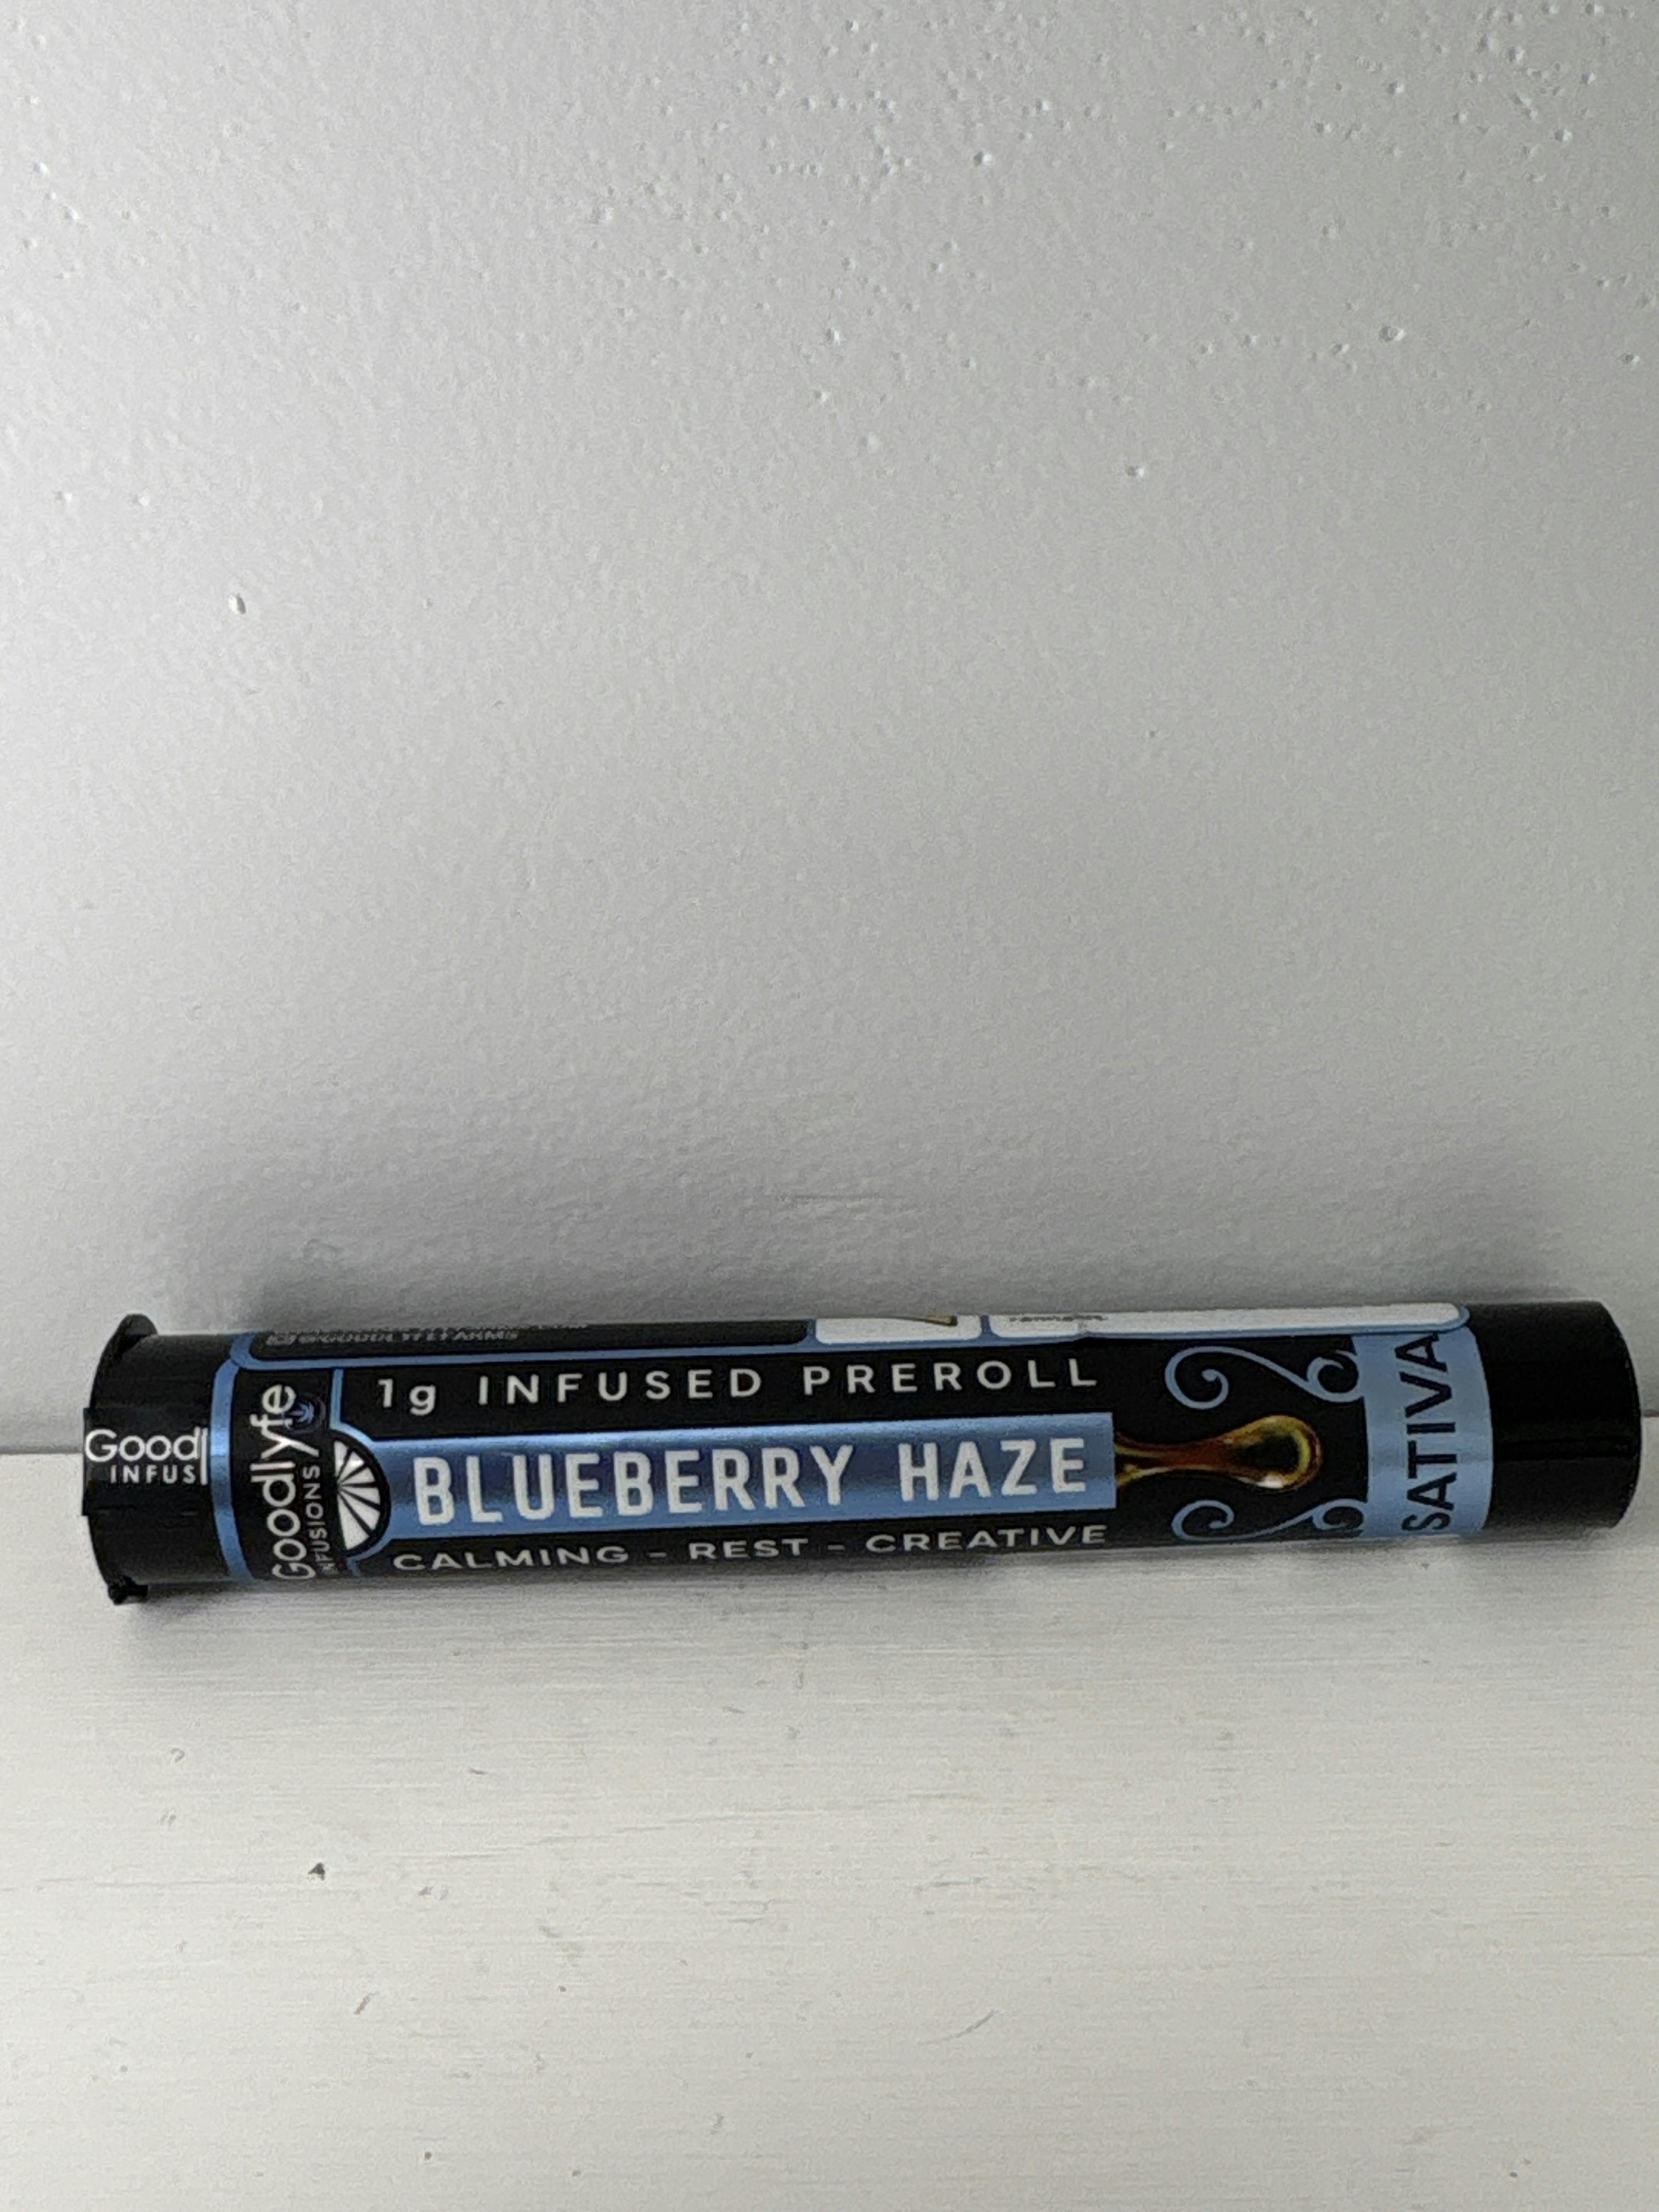 Good
INFUS
Goodlyfe
INFUSIONS
1g INFUSED PREROLL
BLUEBERRY HAZE
CALMING - REST - CREATIVE
SATIVA